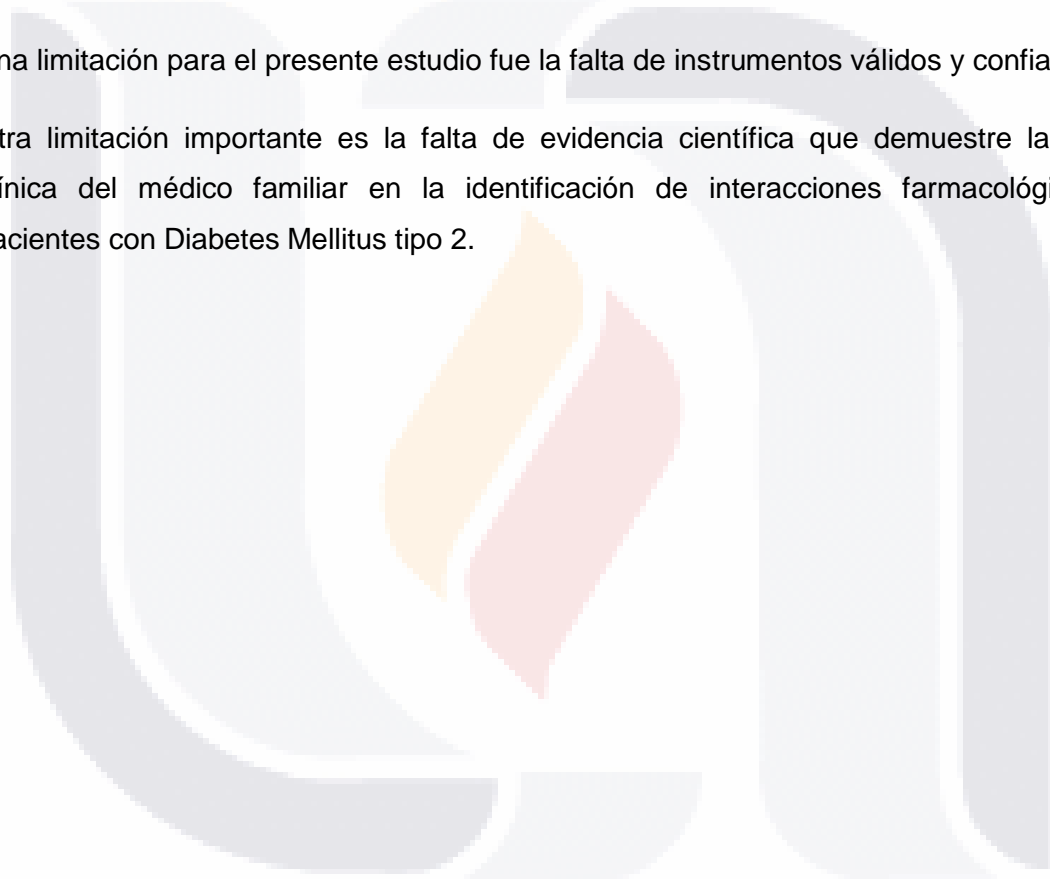 na limitación para el presente estudio fue la falta de instrumentos válidos y confia
tra limitación importante es la falta de evidencia científica que demuestre la
ínica del médico familiar en la identificación de interacciones farmacológi
acientes con Diabetes Mellitus tipo 2.